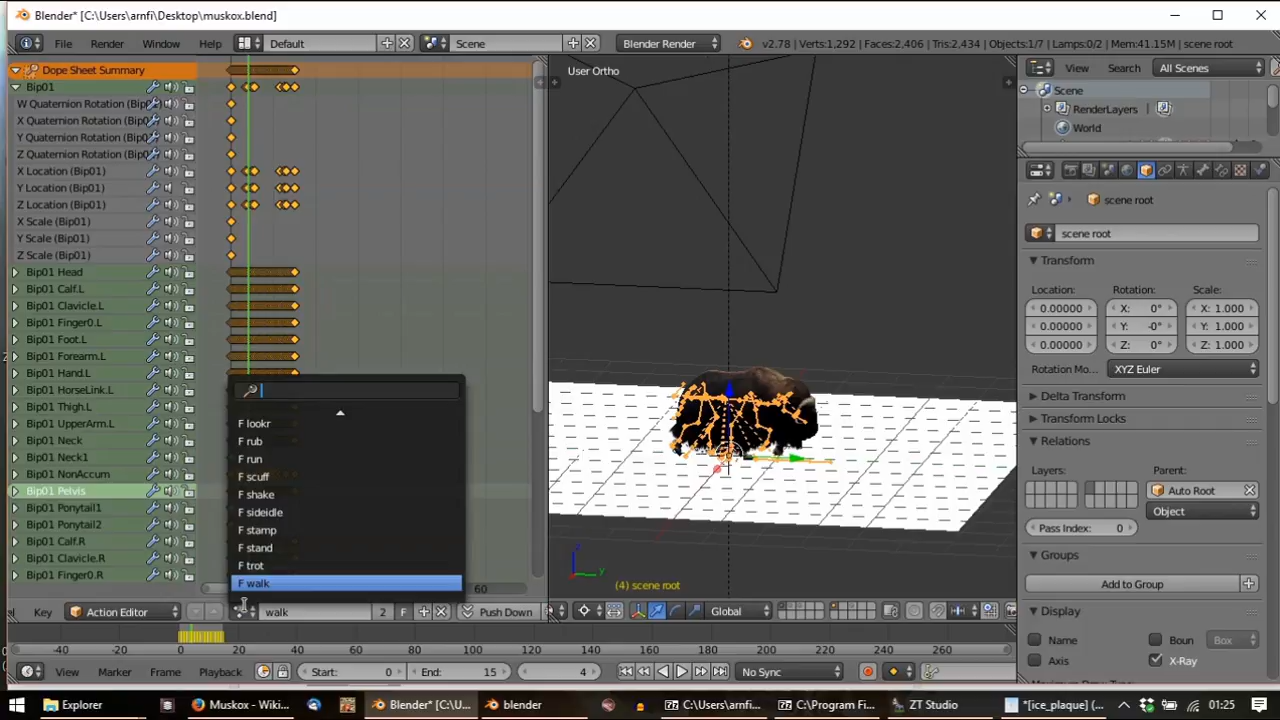 Blender* [C:\Users\arnfi\Desktop\muskox.blend]
File Render Window Help Default Scene Blender Render v2.78 | Verts:1,292 | Faces:2,406 | Tris:2,434 | Objects:1/7 | Lamps:0/2 | Mem:41.15M | scene root
Dope Sheet Summary
Bip01
W Quaternion Rotation (Bip
X Quaternion Rotation (Bip0
Y Quaternion Rotation (Bip0
Z Quaternion Rotation (Bip0
X Location (Bip01)
Y Location (Bip01)
Z Location (Bip01)
X Scale (Bip01)
Y Scale (Bip01)
Z Scale (Bip01)
Bip01 Head
Bip01 Calf.L
Bip01 Clavicle.L
Bip01 Finger0.L
Bip01 Foot.L
Bip01 Forearm.L
Bip01 Hand.L
Bip01 HorseLink.L
Bip01 Thigh.L
Bip01 UpperArm.L
Bip01 Neck
Bip01 Neck1
Bip01 NonAccum
Bip01 Pelvis
Bip01 Ponytail1
Bip01 Ponytail2
Bip01 Calf.R
Bip01 Clavicle.R
Bip01 Finger0.R
F lookr
F rub
F run
F scuff
F shake
F sideidle
F stamp
F stand
F trot
F walk
60
Key Action Editor walk 2 F Push Down
User Ortho
z
y
(4) scene root
Global
View Search All Scenes
Scene
RenderLayers
World
scene root
scene root
Transform
Location: Rotation: Scale:
0.00000 X: 0° X: 1.000
0.00000 Y: -0° Y: 1.000
0.00000 Z: 0° Z: 1.000
Rotation Mo... XYZ Euler
Delta Transform
Transform Locks
Relations
Layers: Parent:
Auto Root
Object
Pass Index: 0
Groups
Add to Group
Display
Name Boun Box
Axis X-Ray
-40 -20 0 20 40 60 80 100 120 140 160 180 200 220 240 260
View Marker Frame Playback Start: 0 End: 15 4 No Sync
Explorer Muskox - Wiki... Blender* [C:\U... blender C:\Users\arnfi... C:\Program Fi... ZT Studio *[ice_plaque] (... 01:25